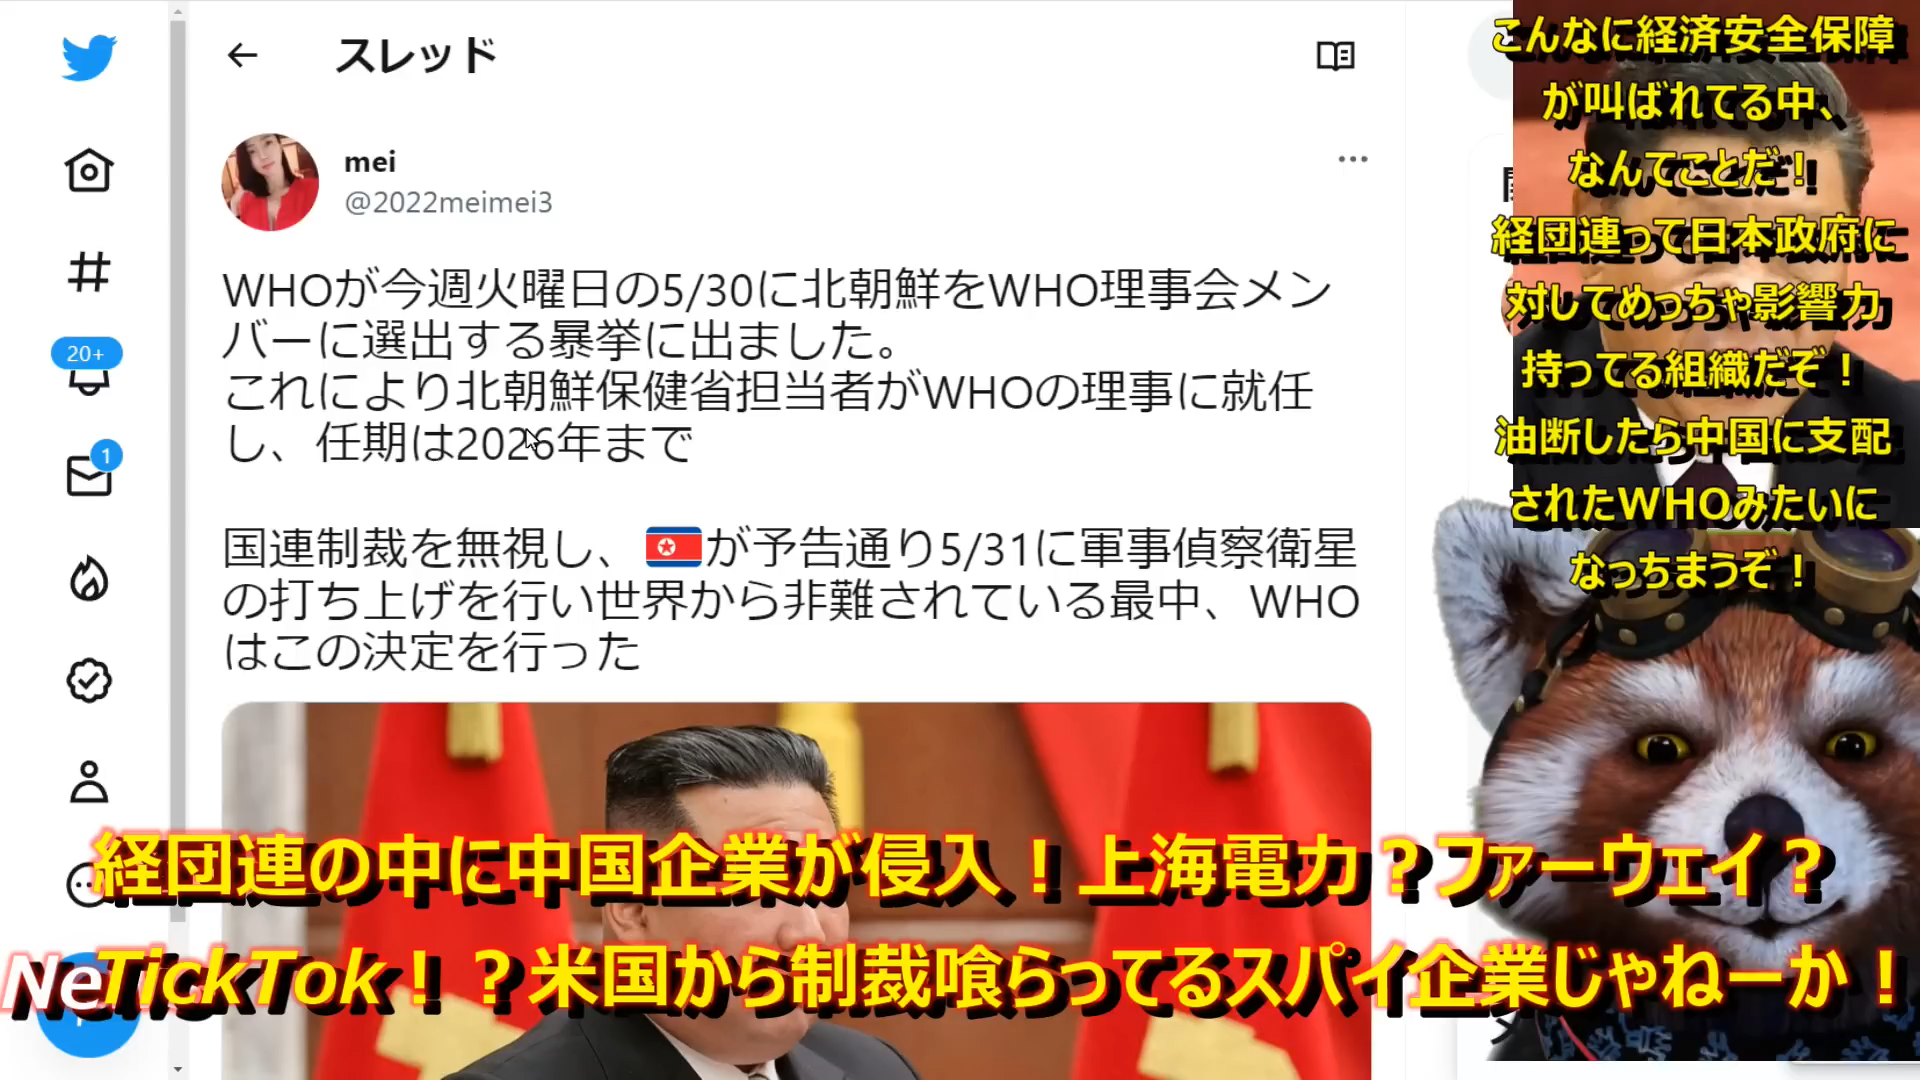 スレッド
mei
@2022meimei3
WHOが今週火曜日の5/30に北朝鮮をWHO理事会メン
バーに選出する暴挙に出ました。
これにより北朝鮮保健省担当者がWHOの理事に就任
し、任期は2026年まで
国連制裁を無視し、🇰🇵が予告通り5/31に軍事偵察衛星
の打ち上げを行い世界から非難されている最中、WHO
はこの決定を行った
20+
1
こんなに経済安全保障
が叫ばれてる中、
なんてことだ！
経団連って日本政府に
対してめっちゃ影響力
持ってる組織だぞ！
油断したら中国に支配
されたWHOみたいに
なっちまうぞ！
経団連の中に中国企業が侵入！上海電力？ファーウェイ？
TickTok！？米国から制裁喰らってるスパイ企業じゃねーか！
Ne